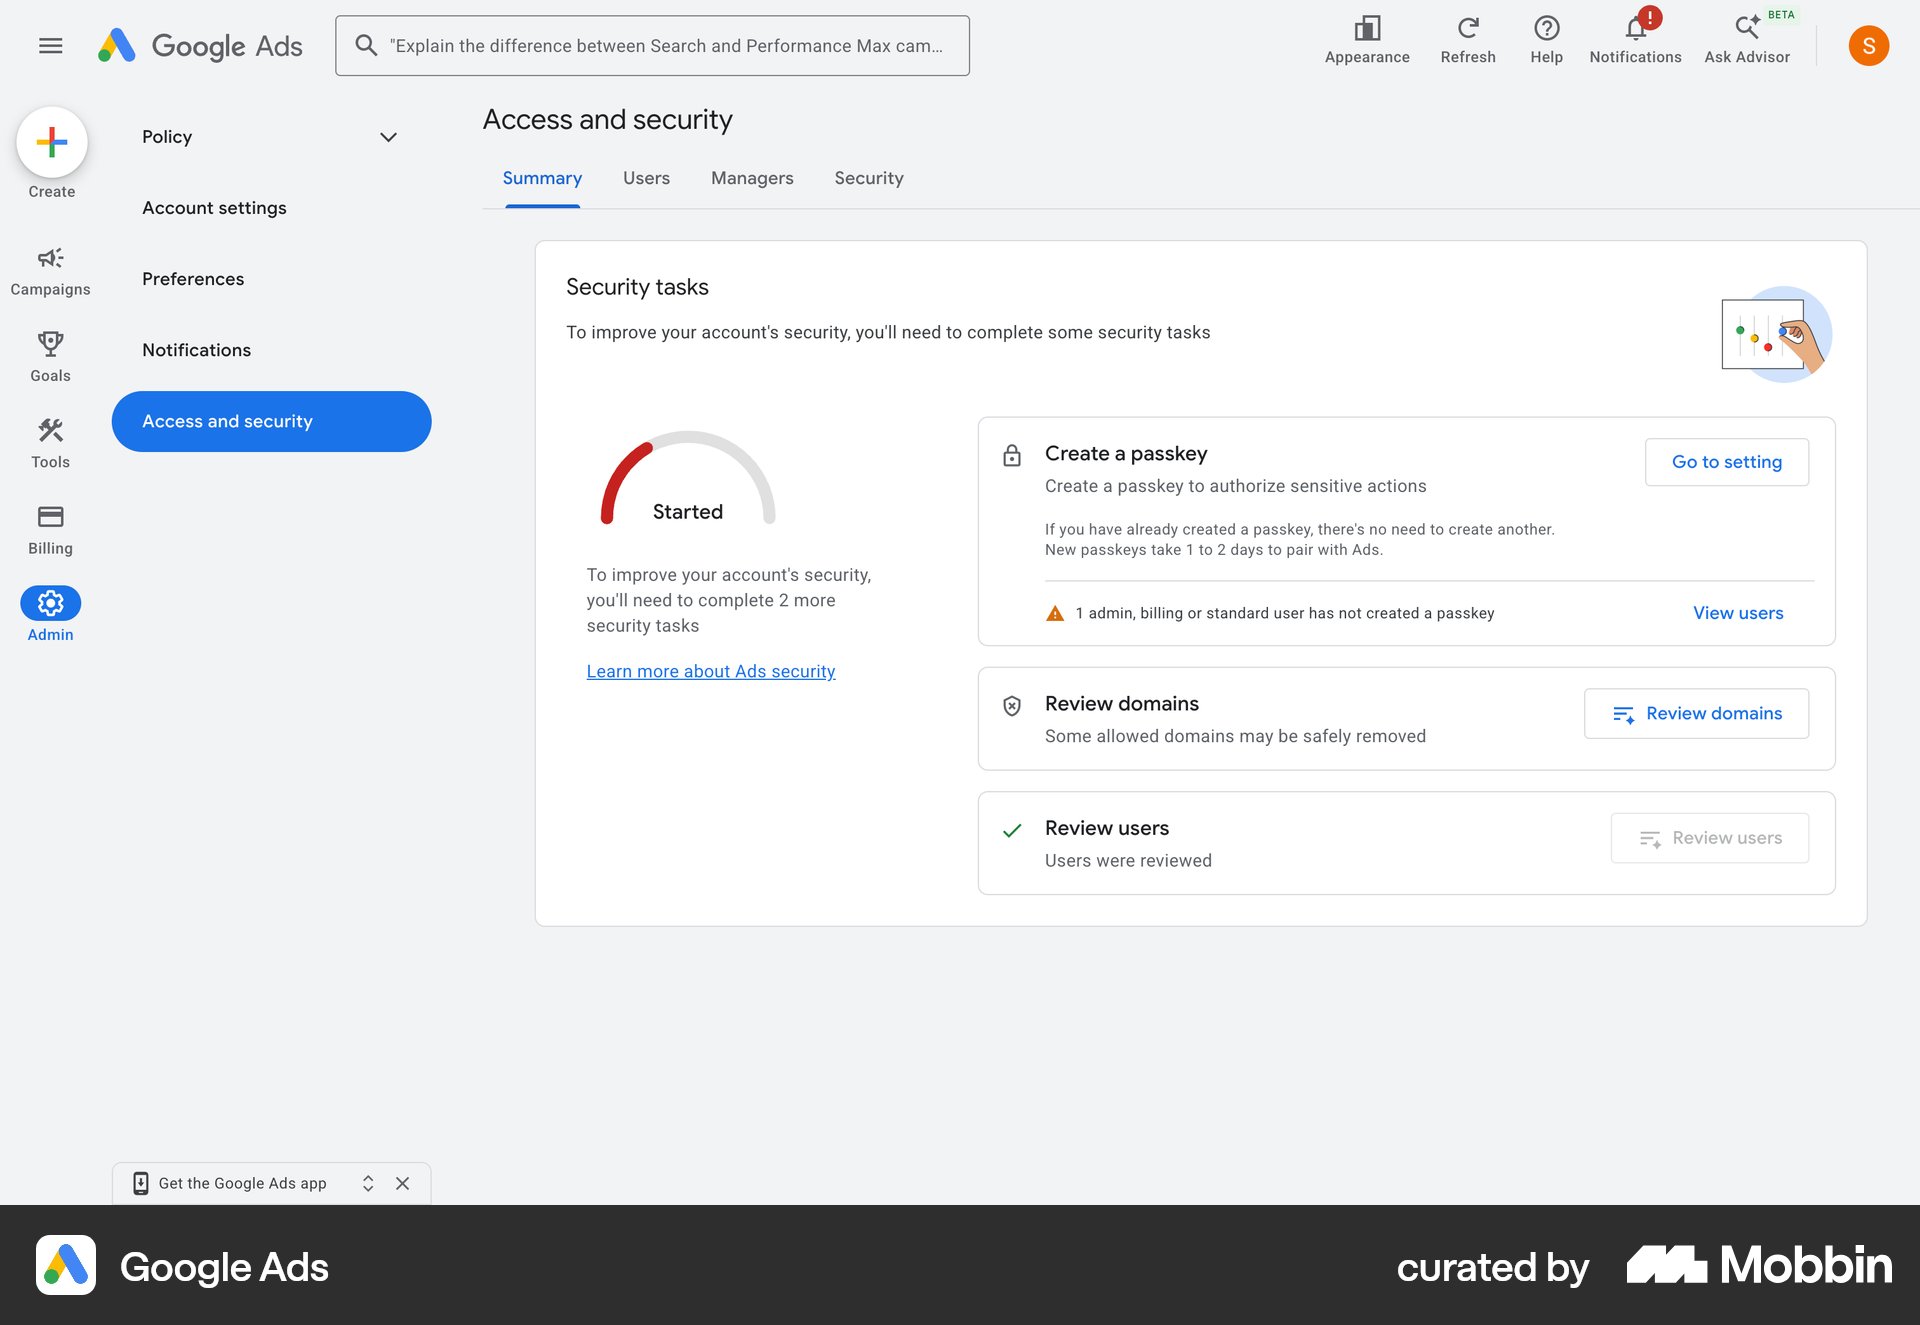 Google Ads
"Explain the difference between Search and Performance Max cam...
Appearance
Refresh
Help
!
Notifications
BETA
Ask Advisor
S
Create
Campaigns
Goals
Tools
Billing
Admin
Policy
Account settings
Preferences
Notifications
Access and security
Access and security
Summary
Users
Managers
Security
Security tasks
To improve your account's security, you'll need to complete some security tasks
Started
To improve your account's security,
you'll need to complete 2 more
security tasks
Learn more about Ads security
Create a passkey
Create a passkey to authorize sensitive actions
Go to setting
If you have already created a passkey, there's no need to create another.
New passkeys take 1 to 2 days to pair with Ads.
1 admin, billing or standard user has not created a passkey
View users
Review domains
Some allowed domains may be safely removed
Review domains
Review users
Users were reviewed
Review users
Get the Google Ads app
Google Ads
curated by
Mobbin